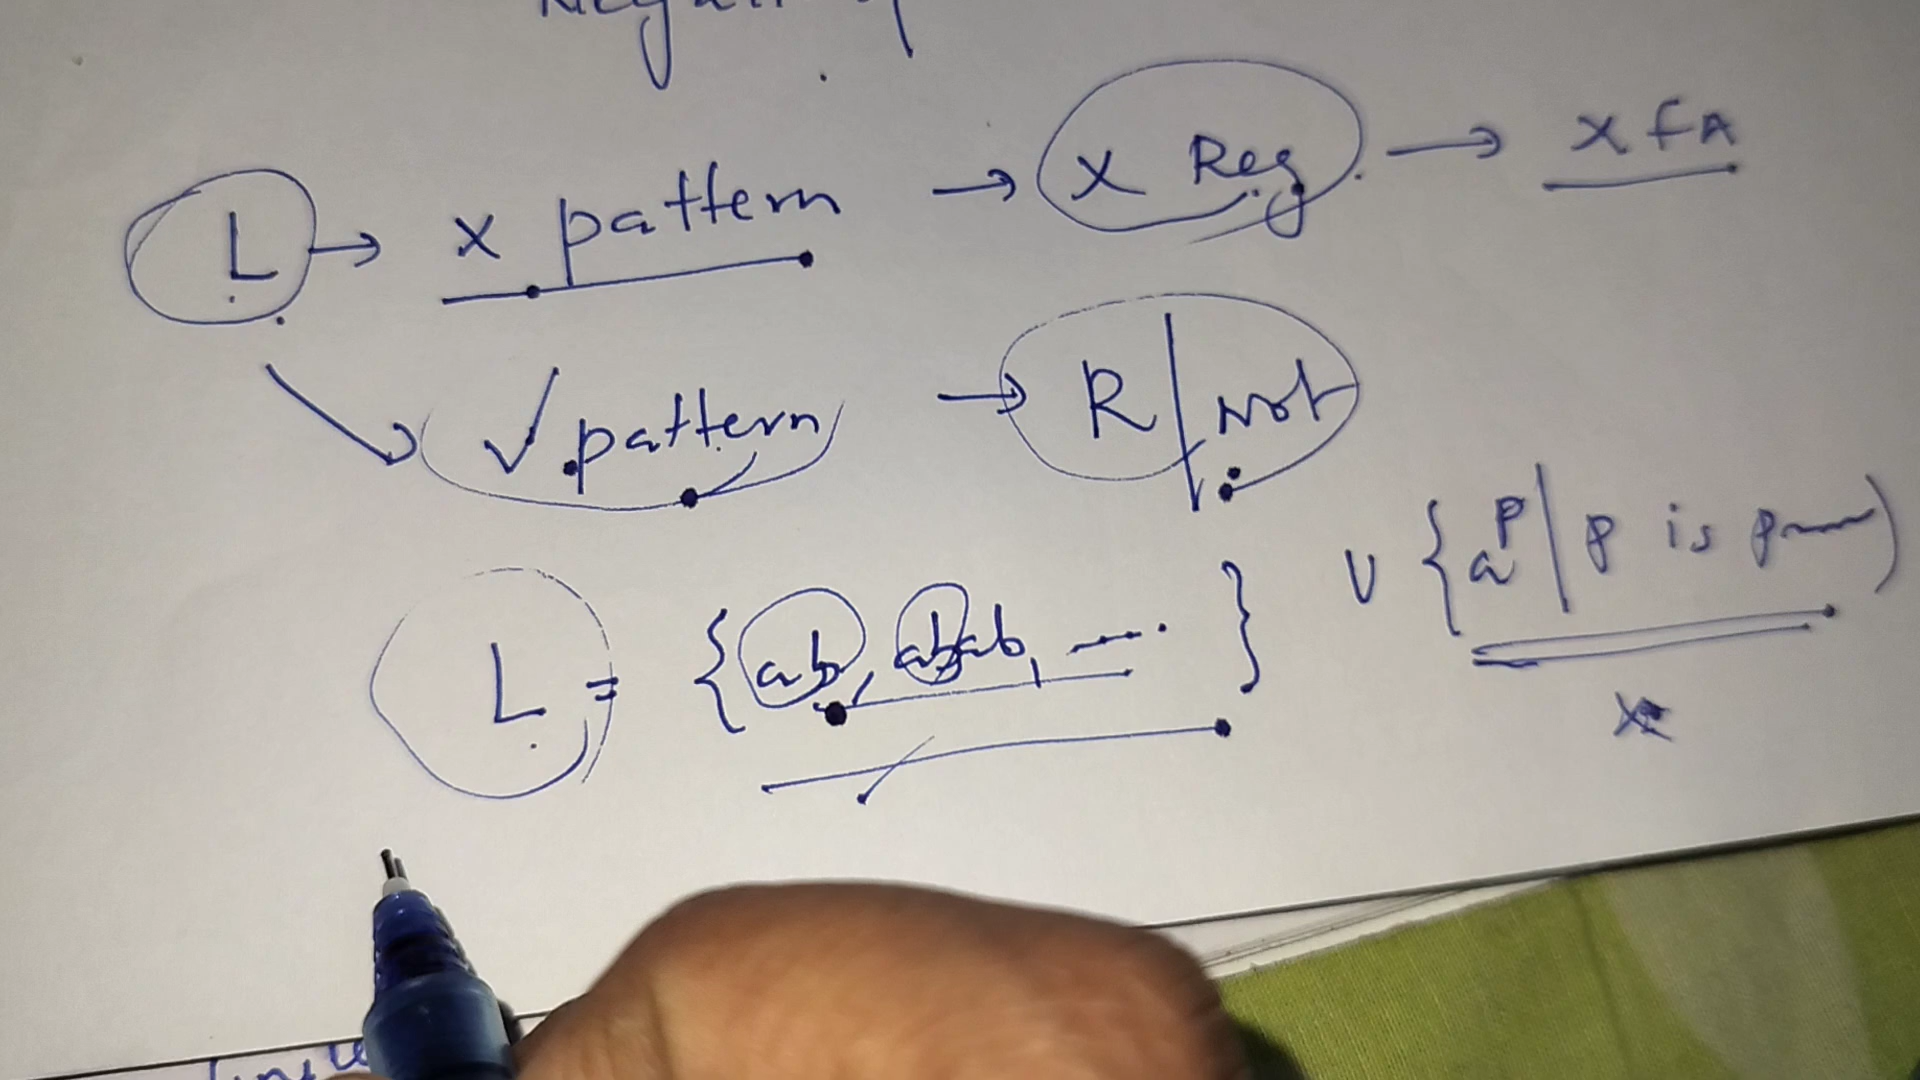 L → x pattern → x Reg → x FA
✓ pattern → R | Not
L = { ab, abab, ---- } ∪ { a^p | p is p
x